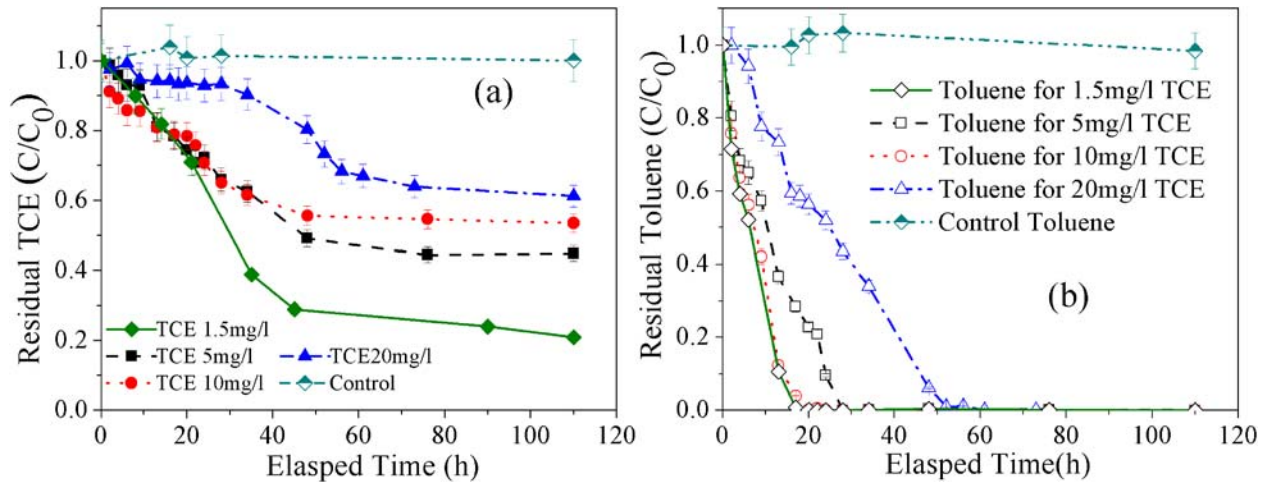 Residual TCE (C/C0)
1.0
0.8
0.6
0.4
0.2
0.0
(a)
TCE 1.5mg/l
TCE 5mg/l
TCE20mg/l
TCE 10mg/l
Control
0 20 40 60 80 100 120
Elasped Time (h)
Residual Toluene (C/C0)
1.0
0.8
0.6
0.4
0.2
0.0
Toluene for 1.5mg/l TCE
Toluene for 5mg/l TCE
Toluene for 10mg/l TCE
Toluene for 20mg/l TCE
Control Toluene
(b)
0 20 40 60 80 100 120
Elasped Time(h)